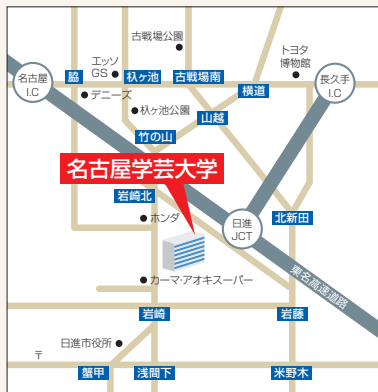 古戦場公園
エッソ
GS
トヨタ
博物館
名古屋
I.C
脇
杁ヶ池
古戦場南
長久手
I.C
デニーズ
横道
杁ヶ池公園
山越
竹の山
名古屋学芸大学
岩崎北
ホンダ
日進
JCT
北新田
東名高速道路
カーマ・アオキスーパー
岩崎
岩藤
日進市役所
〒
蟹甲
浅間下
米野木